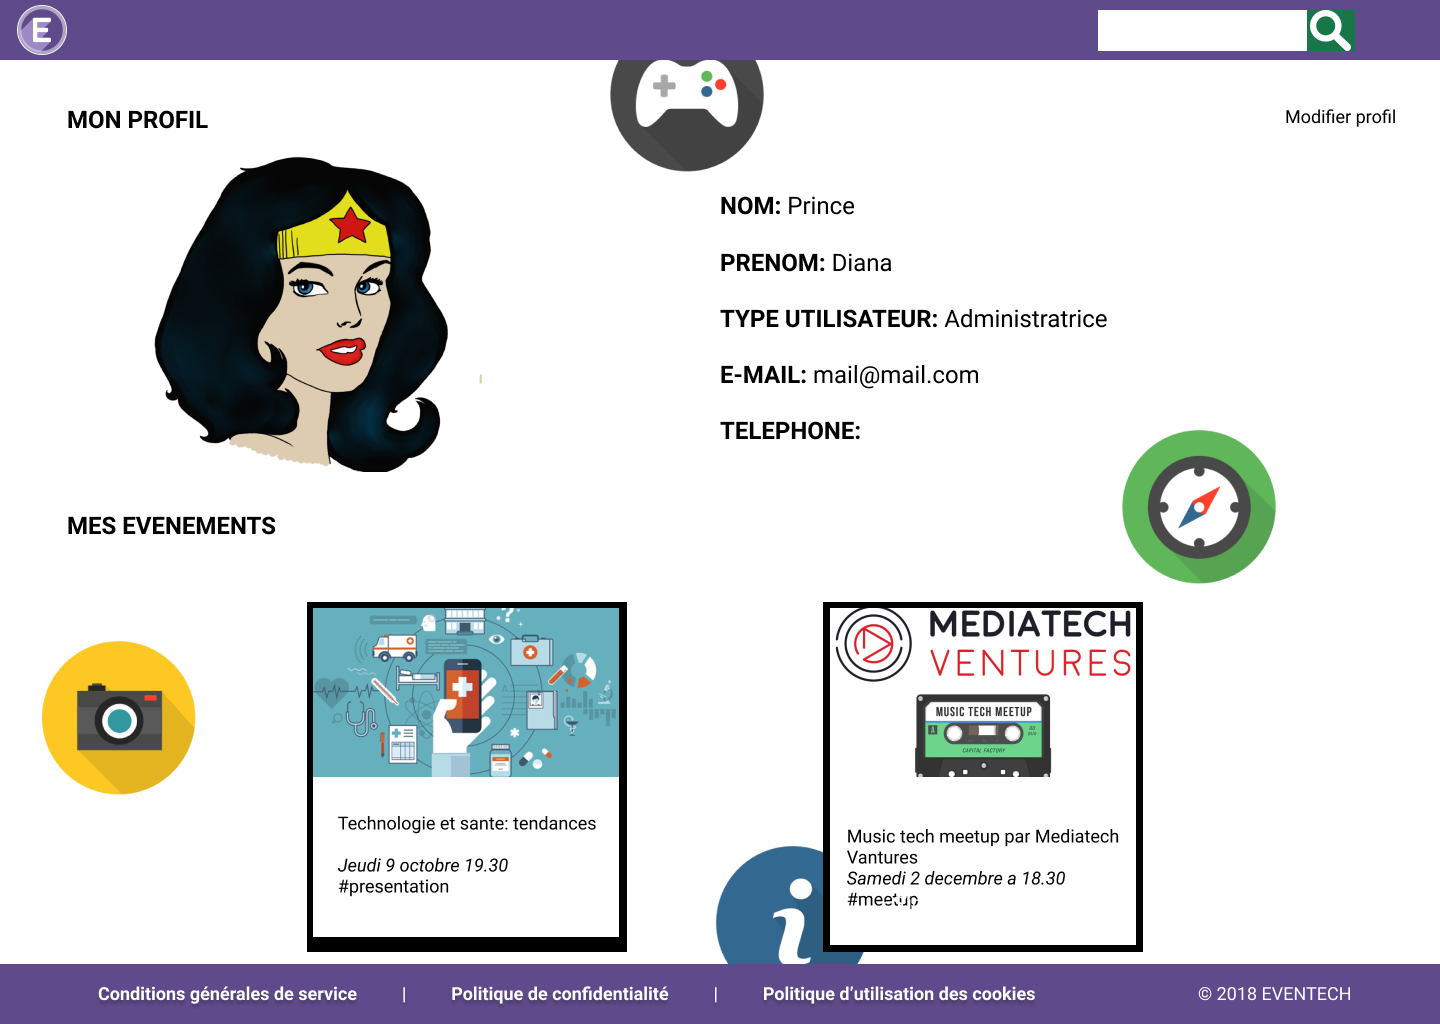 E
MON PROFIL
Modifier profil
NOM: Prince
PRENOM: Diana
TYPE UTILISATEUR: Administratrice
E-MAIL: mail@mail.com
TELEPHONE:
MES EVENEMENTS
MEDIATECH
VENTURES
MUSIC TECH MEETUP
A
CAPITAL FACTORY
Technologie et sante: tendances
Jeudi 9 octobre 19.30
#presentation
Music tech meetup par Mediatech
Vantures
Samedi 2 decembre a 18.30
#meetup
i
Conditions générales de service | Politique de confidentialité | Politique d’utilisation des cookies © 2018 EVENTECH